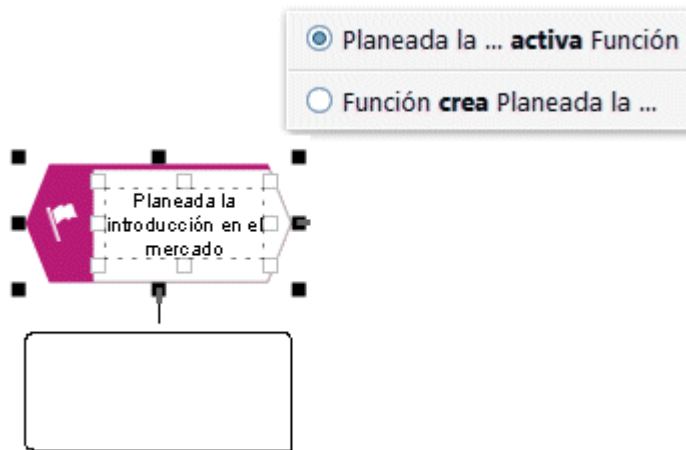 Planeada la ... activa Función
Función crea Planeada la ...
Planeada la
introducción en el
mercado